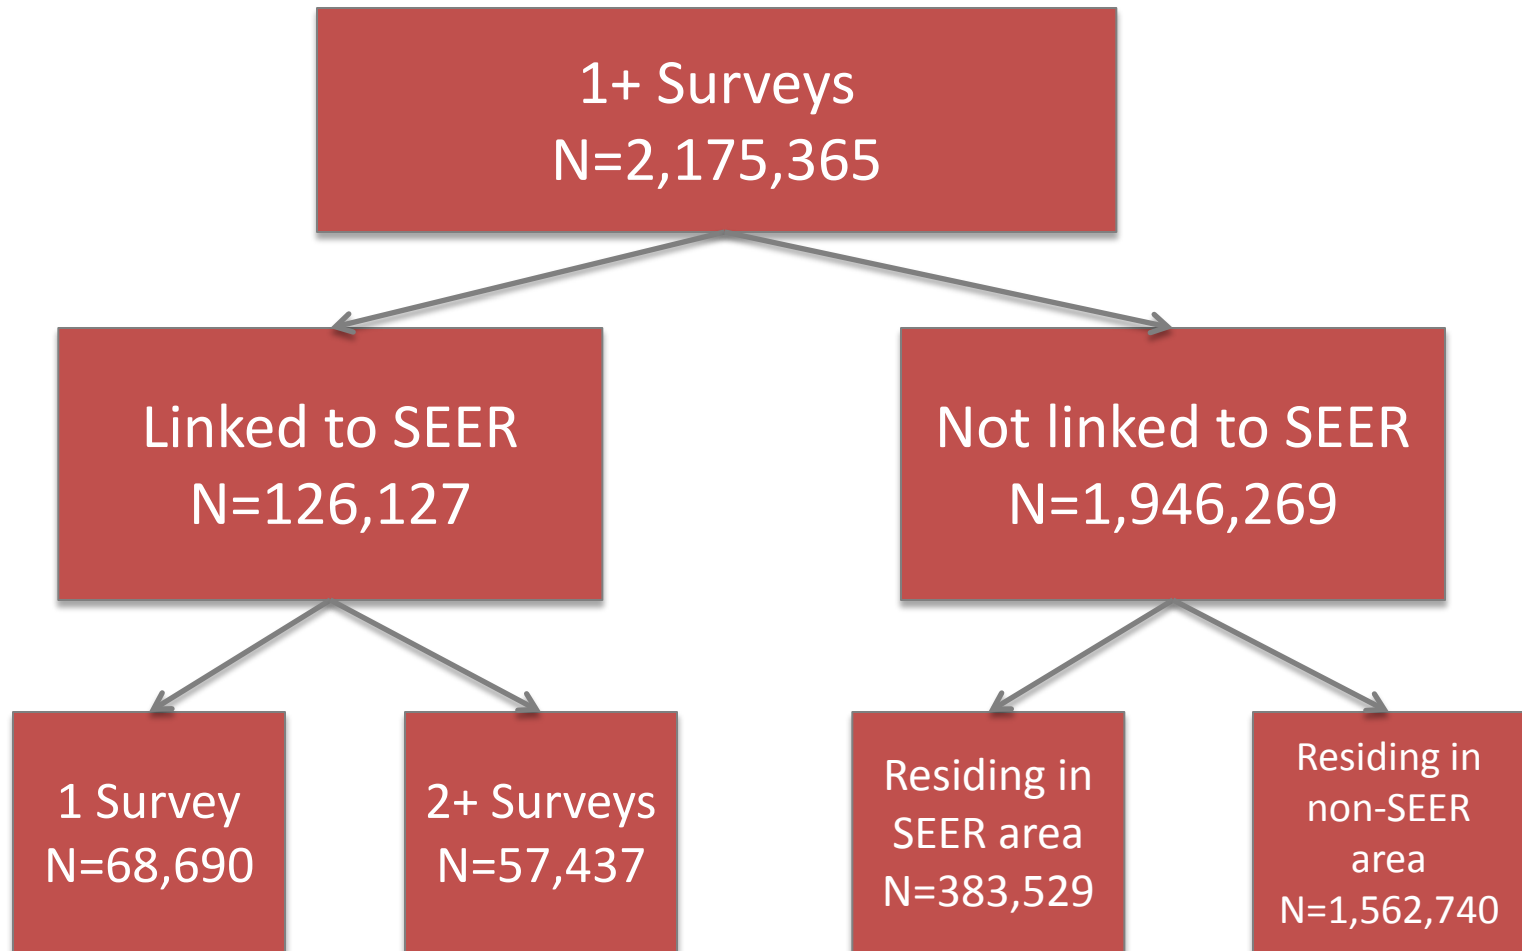 1+ Surveys
N=2,175,365
Linked to SEER
N=126,127
Not linked to SEER
N=1,946,269
1 Survey
N=68,690
2+ Surveys
N=57,437
Residing in
SEER area
N=383,529
Residing in
non-SEER
area
N=1,562,740